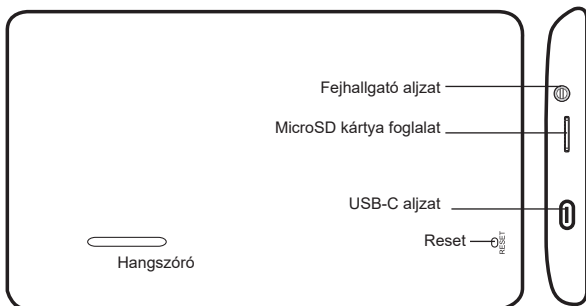 Fejhallgató aljzat
MicroSD kártya foglalat
USB-C aljzat
Reset
RESET
Hangszóró